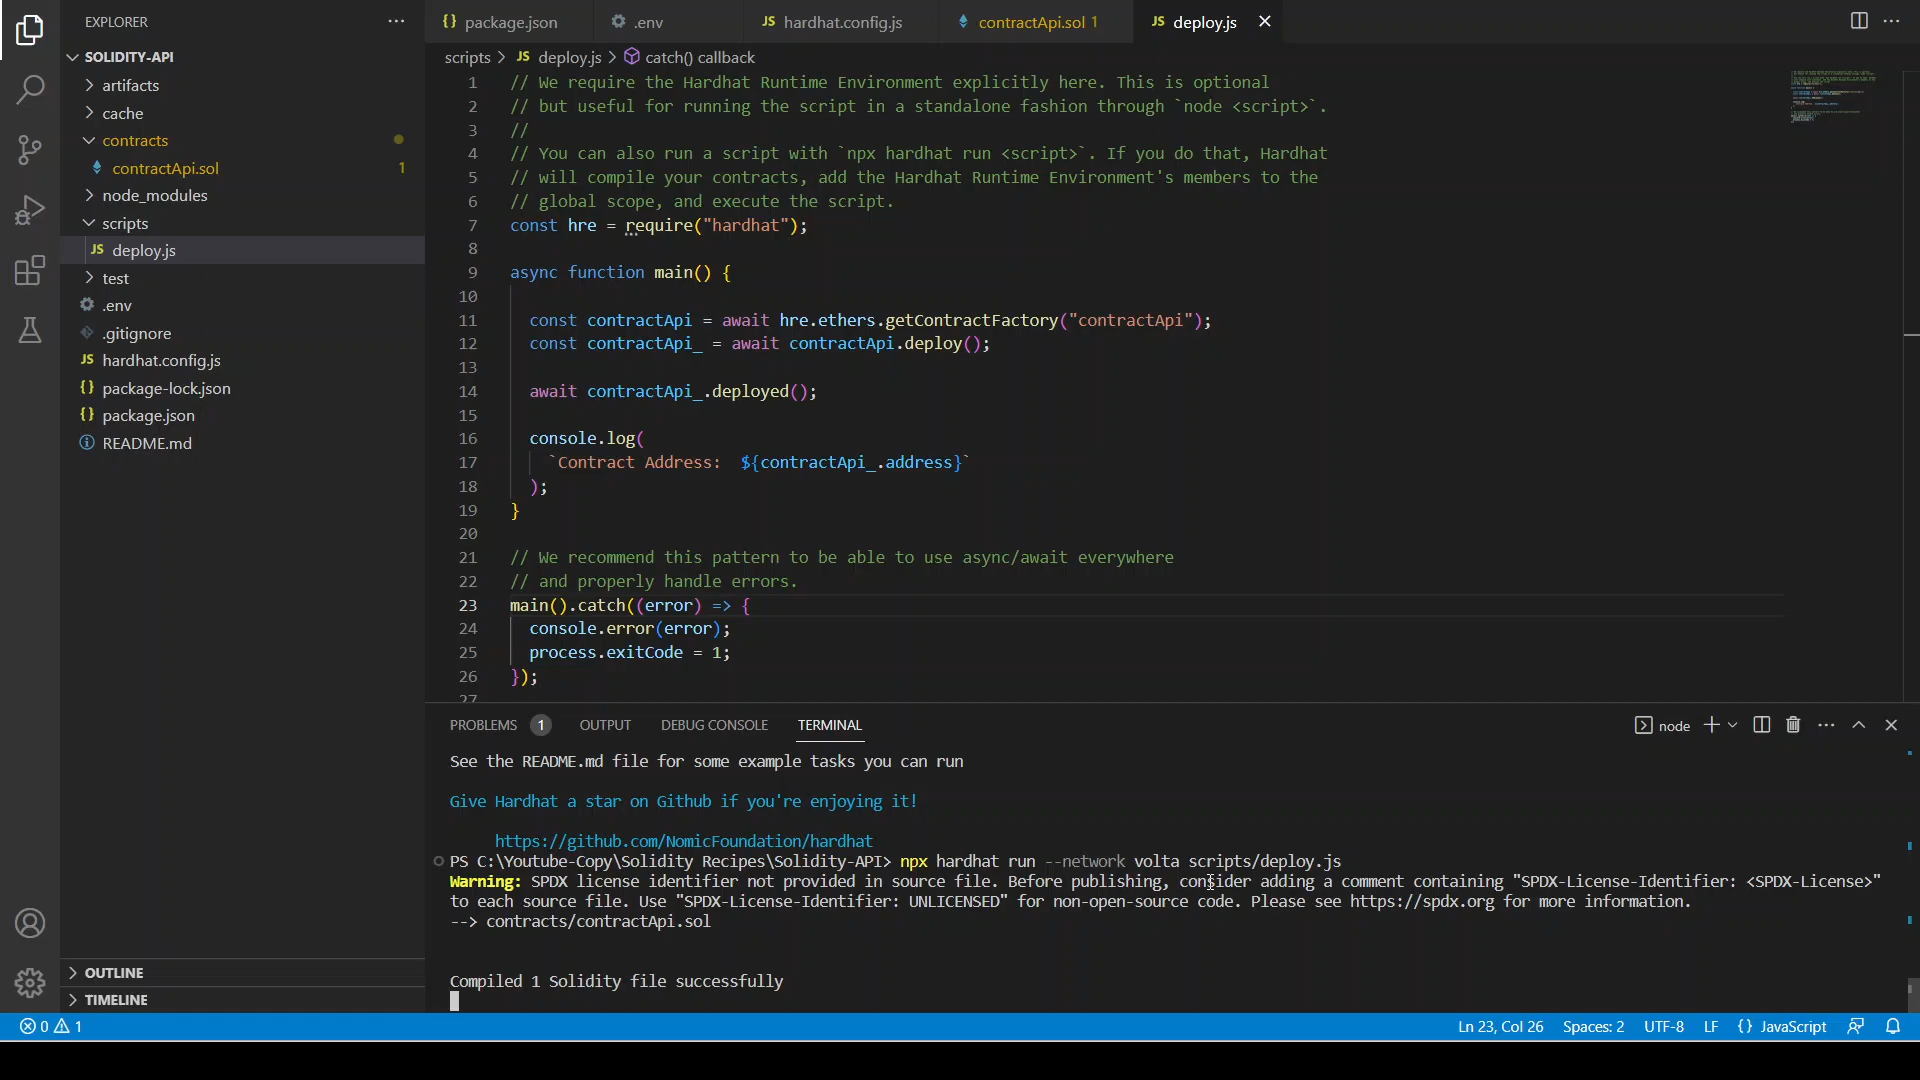 EXPLORER
SOLIDITY-API
artifacts
cache
contracts
contractApi.sol 1
node_modules
scripts
JS deploy.js
test
.env
.gitignore
JS hardhat.config.js
{} package-lock.json
{} package.json
README.md
OUTLINE
TIMELINE
{} package.json
.env
JS hardhat.config.js
contractApi.sol 1
JS deploy.js
scripts > JS deploy.js > catch() callback
1 // We require the Hardhat Runtime Environment explicitly here. This is optional
2 // but useful for running the script in a standalone fashion through `node <script>`.
3 //
4 // You can also run a script with `npx hardhat run <script>`. If you do that, Hardhat
5 // will compile your contracts, add the Hardhat Runtime Environment's members to the
6 // global scope, and execute the script.
7 const hre = require("hardhat");
8
9 async function main() {
10
11 const contractApi = await hre.ethers.getContractFactory("contractApi");
12 const contractApi_ = await contractApi.deploy();
13
14 await contractApi_.deployed();
15
16 console.log(
17 `Contract Address:  ${contractApi_.address}`
18 );
19 }
20
21 // We recommend this pattern to be able to use async/await everywhere
22 // and properly handle errors.
23 main().catch((error) => {
24 console.error(error);
25 process.exitCode = 1;
26 });
27
PROBLEMS 1 OUTPUT DEBUG CONSOLE TERMINAL
node
See the README.md file for some example tasks you can run
Give Hardhat a star on Github if you're enjoying it!
https://github.com/NomicFoundation/hardhat
PS C:\Youtube-Copy\Solidity Recipes\Solidity-API> npx hardhat run --network volta scripts/deploy.js
Warning: SPDX license identifier not provided in source file. Before publishing, consider adding a comment containing "SPDX-License-Identifier: <SPDX-License>"
to each source file. Use "SPDX-License-Identifier: UNLICENSED" for non-open-source code. Please see https://spdx.org for more information.
--> contracts/contractApi.sol
Compiled 1 Solidity file successfully
0 1
Ln 23, Col 26 Spaces: 2 UTF-8 LF {} JavaScript